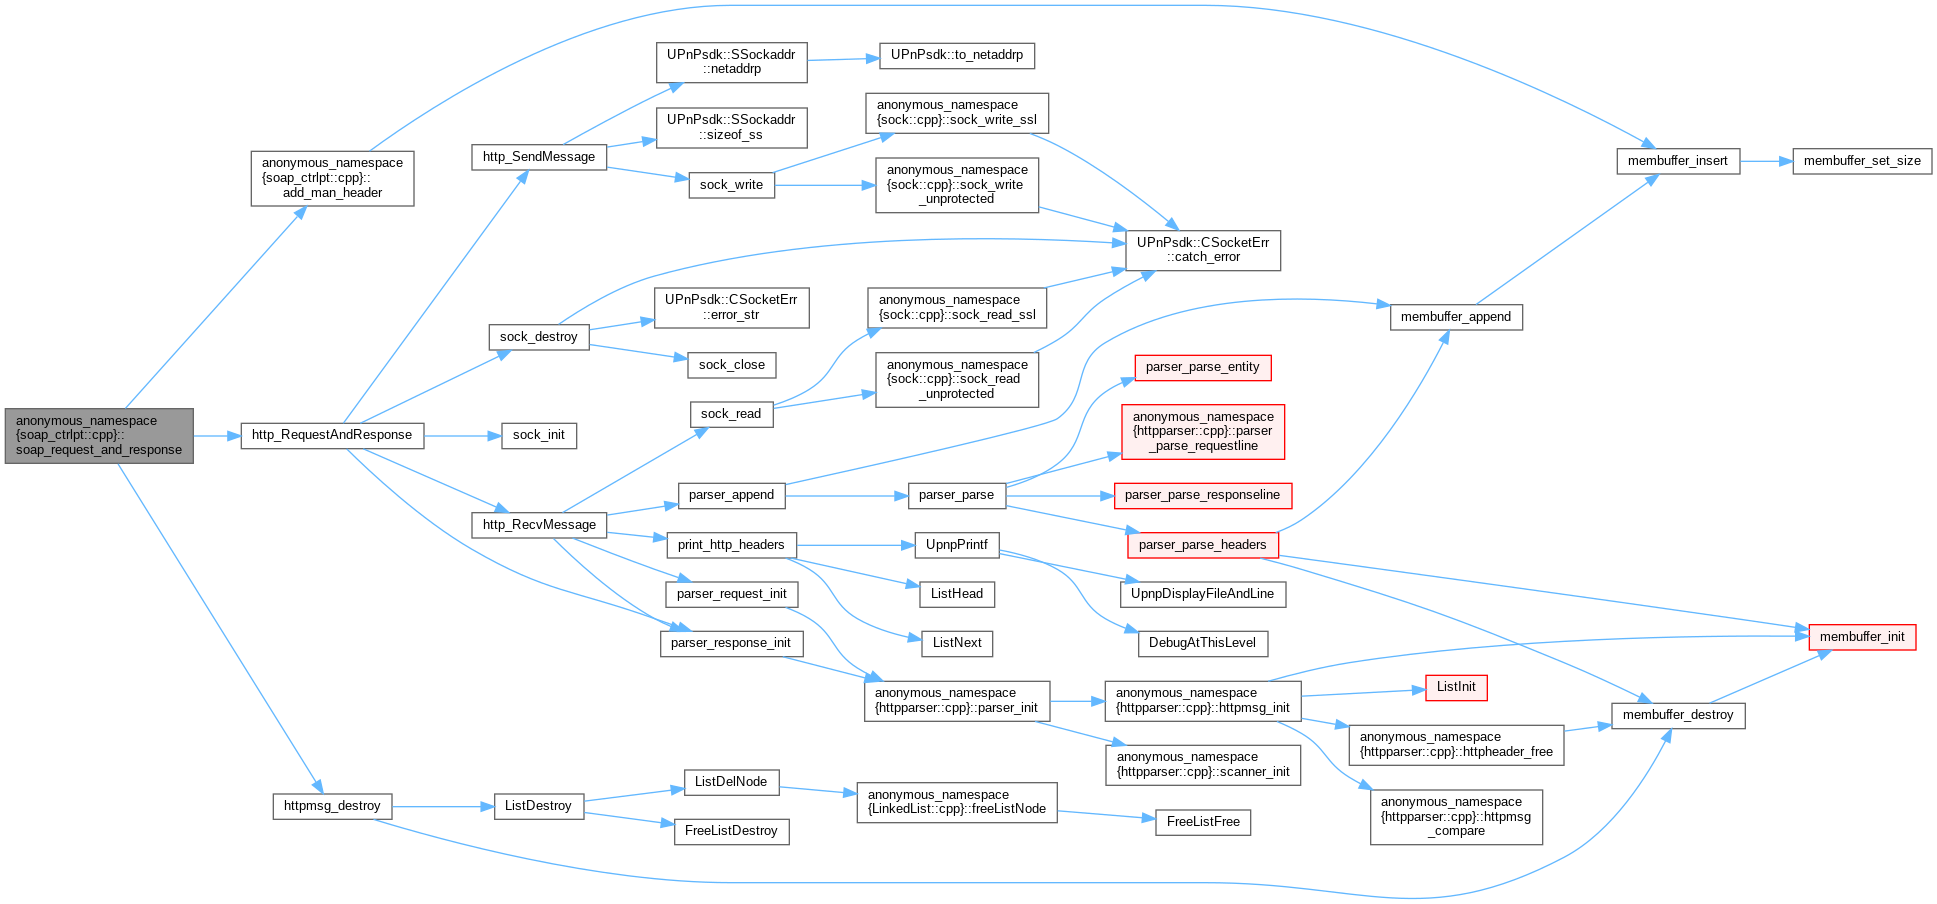 anonymous_namespace
{soap_ctrlpt::cpp}::
soap_request_and_response
anonymous_namespace
{soap_ctrlpt::cpp}::
add_man_header
http_RequestAndResponse
httpmsg_destroy
http_SendMessage
sock_destroy
sock_init
http_RecvMessage
ListDestroy
UPnPsdk::SSockaddr
::netaddrp
UPnPsdk::SSockaddr
::sizeof_ss
sock_write
UPnPsdk::CSocketErr
::error_str
sock_close
sock_read
parser_append
print_http_headers
parser_request_init
parser_response_init
ListDelNode
FreeListDestroy
UPnPsdk::to_netaddrp
anonymous_namespace
{sock::cpp}::sock_write_ssl
anonymous_namespace
{sock::cpp}::sock_write
_unprotected
anonymous_namespace
{sock::cpp}::sock_read_ssl
anonymous_namespace
{sock::cpp}::sock_read
_unprotected
parser_parse
UpnpPrintf
ListHead
ListNext
anonymous_namespace
{httpparser::cpp}::parser_init
anonymous_namespace
{LinkedList::cpp}::freeListNode
UPnPsdk::CSocketErr
::catch_error
parser_parse_entity
anonymous_namespace
{httpparser::cpp}::parser
_parse_requestline
parser_parse_responseline
parser_parse_headers
UpnpDisplayFileAndLine
DebugAtThisLevel
anonymous_namespace
{httpparser::cpp}::httpmsg_init
anonymous_namespace
{httpparser::cpp}::scanner_init
FreeListFree
membuffer_append
ListInit
anonymous_namespace
{httpparser::cpp}::httpheader_free
anonymous_namespace
{httpparser::cpp}::httpmsg
_compare
membuffer_insert
membuffer_destroy
membuffer_set_size
membuffer_init